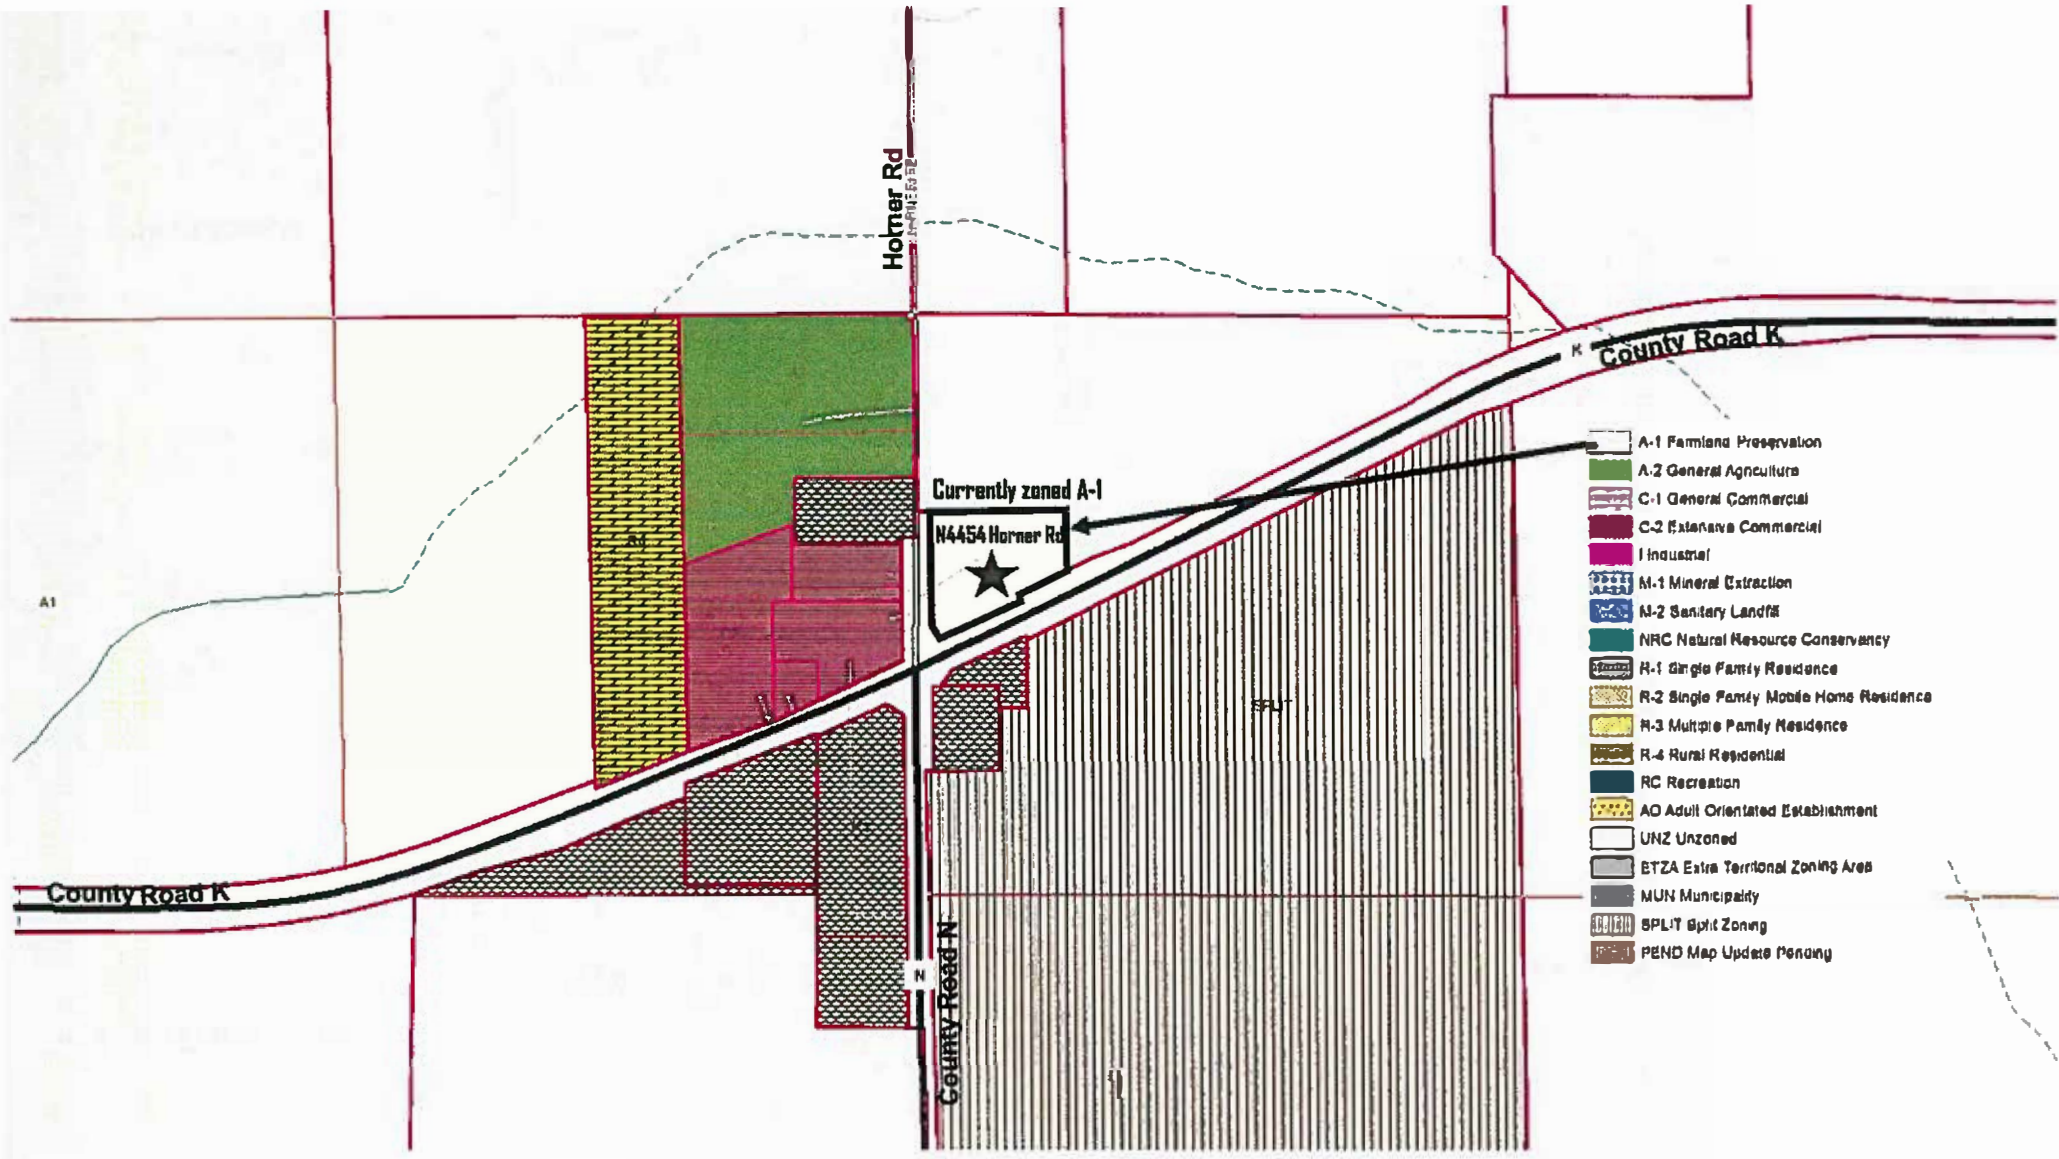 Horner Rd
County Road K
K
A-1 Farmland Preservation
A-2 General Agriculture
C-1 General Commercial
C-2 Extensive Commercial
I Industrial
M-1 Mineral Extraction
M-2 Sanitary Landfill
NRC Natural Resource Conservancy
R-1 Single Family Residence
R-2 Single Family Mobile Home Residence
R-3 Multiple Family Residence
R-4 Rural Residential
RC Recreation
AO Adult Orientated Establishment
UNZ Unzoned
ETZA Extra Territional Zoning Area
MUN Municipality
SPLIT Split Zoning
PEND Map Update Pending
Currently zoned A-1
N4454 Horner Rd
R4
A1
SPLIT
County Road K
N
County Road N